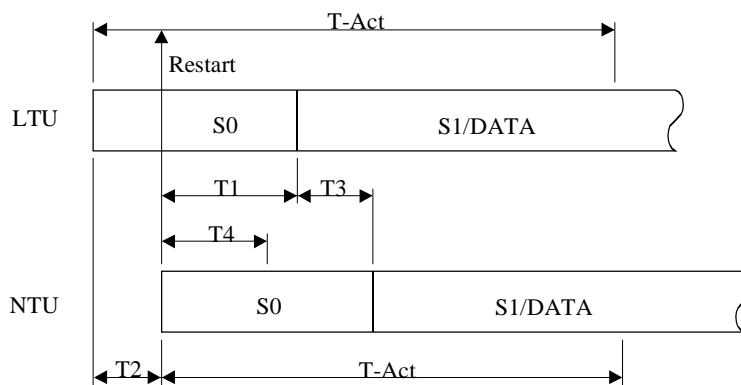 T-Act
Restart
LTU
S0
S1/DATA
T1
T3
T4
NTU
S0
S1/DATA
T2
T-Act